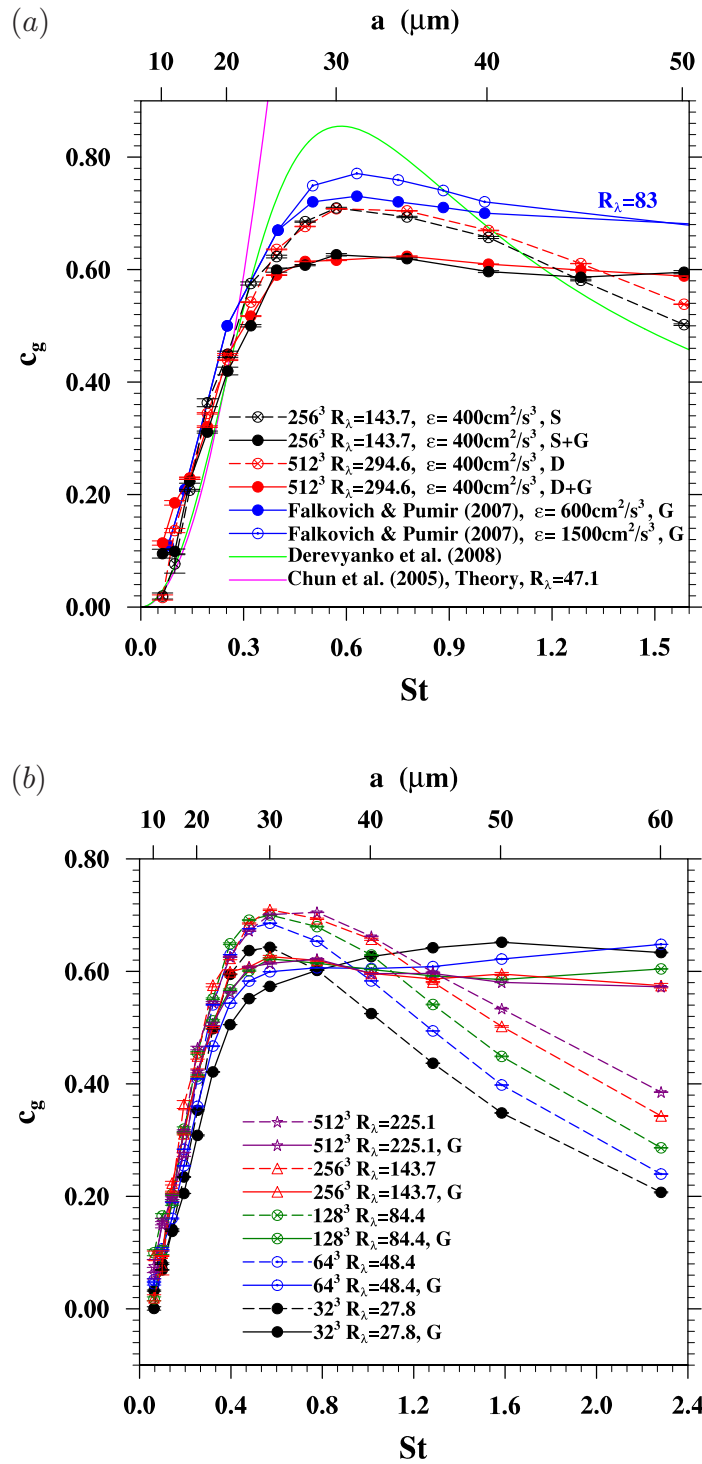 (a)
a (μm)
10 20 30 40 50
0.80
0.60
0.40
0.20
0.00
c_g
R_λ=83
256³ R_λ=143.7, ε= 400cm²/s³, S
256³ R_λ=143.7, ε= 400cm²/s³, S+G
512³ R_λ=294.6, ε= 400cm²/s³, D
512³ R_λ=294.6, ε= 400cm²/s³, D+G
Falkovich & Pumir (2007), ε= 600cm²/s³, G
Falkovich & Pumir (2007), ε= 1500cm²/s³, G
Derevyanko et al. (2008)
Chun et al. (2005), Theory, R_λ=47.1
0.0 0.3 0.6 0.9 1.2 1.5
St
(b)
a (μm)
10 20 30 40 50 60
0.80
0.60
0.40
0.20
0.00
c_g
512³ R_λ=225.1
512³ R_λ=225.1, G
256³ R_λ=143.7
256³ R_λ=143.7, G
128³ R_λ=84.4
128³ R_λ=84.4, G
64³ R_λ=48.4
64³ R_λ=48.4, G
32³ R_λ=27.8
32³ R_λ=27.8, G
0.0 0.4 0.8 1.2 1.6 2.0 2.4
St